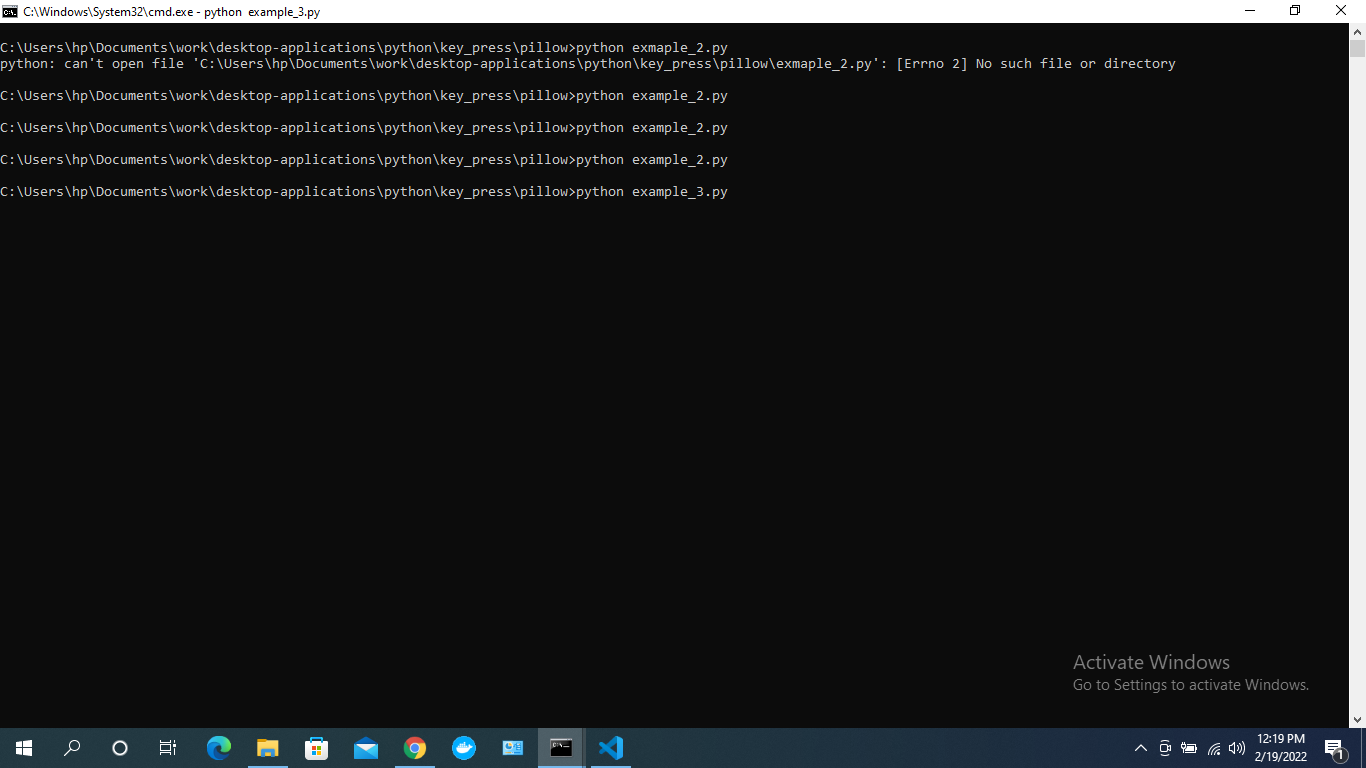 C:\Windows\System32\cmd.exe - python  example_3.py
C:\Users\hp\Documents\work\desktop-applications\python\key_press\pillow>python exmaple_2.py
python: can't open file 'C:\Users\hp\Documents\work\desktop-applications\python\key_press\pillow\exmaple_2.py': [Errno 2] No such file or directory
C:\Users\hp\Documents\work\desktop-applications\python\key_press\pillow>python example_2.py
C:\Users\hp\Documents\work\desktop-applications\python\key_press\pillow>python example_2.py
C:\Users\hp\Documents\work\desktop-applications\python\key_press\pillow>python example_2.py
C:\Users\hp\Documents\work\desktop-applications\python\key_press\pillow>python example_3.py
Activate Windows
Go to Settings to activate Windows.
12:19 PM
2/19/2022
1